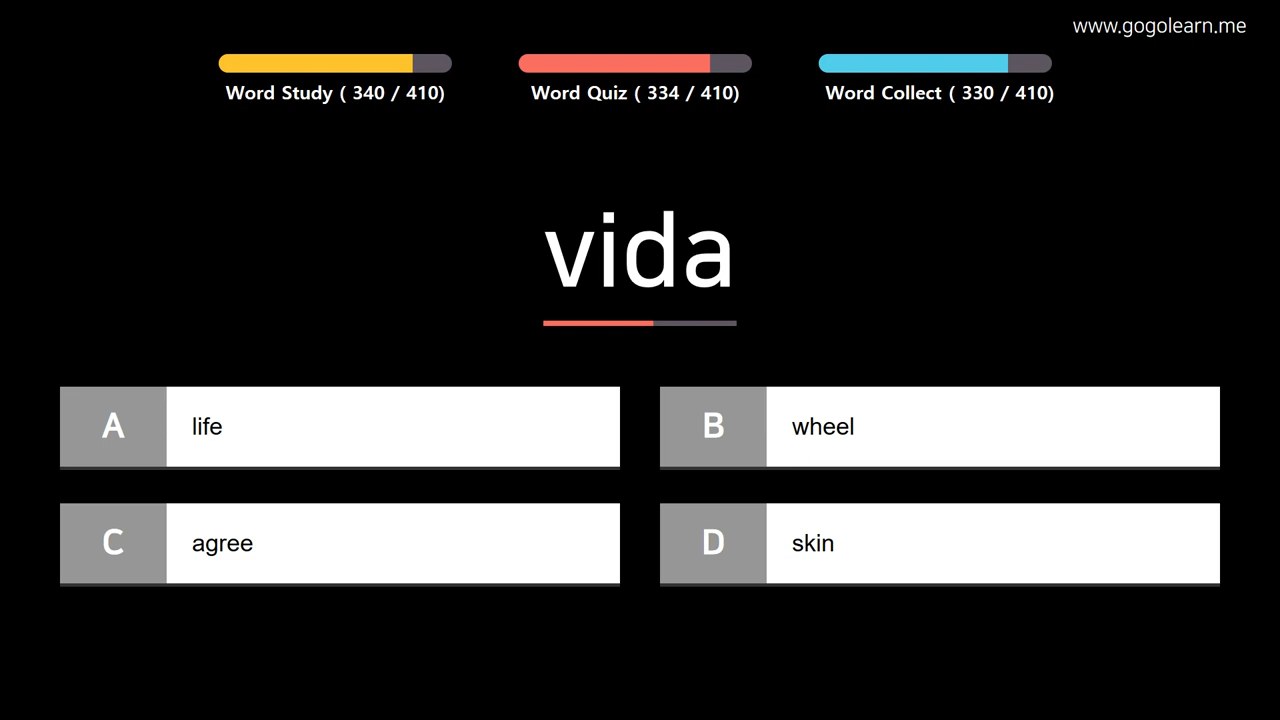 www.gogolearn.me
Word Study ( 340 / 410)
Word Quiz ( 334 / 410)
Word Collect ( 330 / 410)
vida
A life
B wheel
C agree
D skin